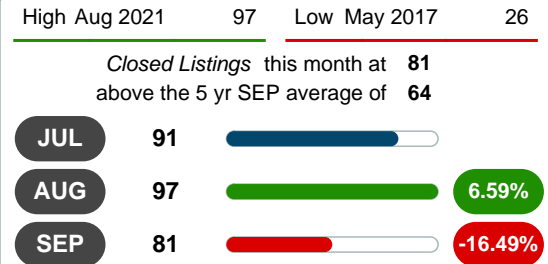 High Aug 2021 97 Low May 2017 26
Closed Listings this month at 81
above the 5 yr SEP average of 64
JUL 91
AUG 97 6.59%
SEP 81 -16.49%